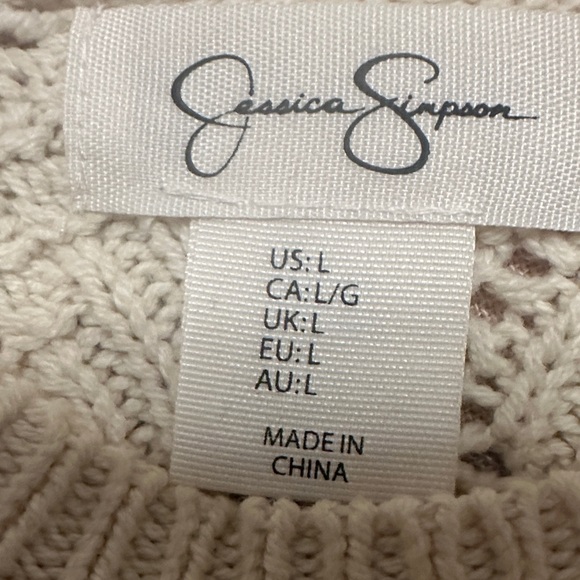 Jessica Simpson
US: L
CA: L/G
UK: L
EU: L
AU: L
MADE IN
CHINA